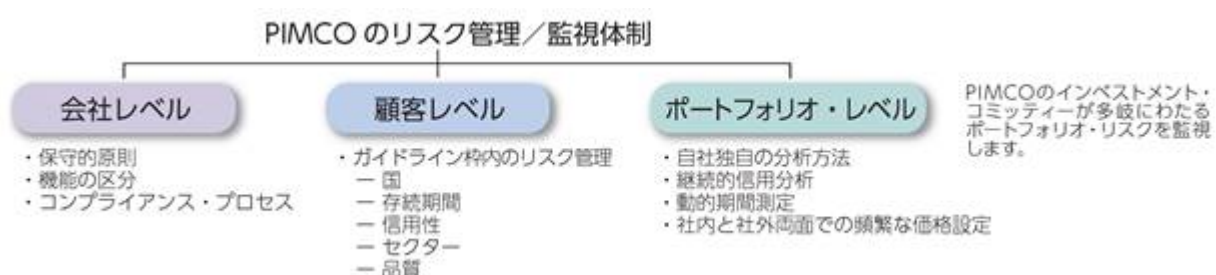 PIMCO のリスク管理／監視体制
会社レベル
・保守的原則
・機能の区分
・コンプライアンス・プロセス
顧客レベル
・ガイドライン枠内のリスク管理
— 国
— 存続期間
— 信用性
— セクター
— 品質
ポートフォリオ・レベル
・自社独自の分析方法
・継続的信用分析
・動的期間測定
・社内と社外両面での頻繁な価格設定
PIMCOのインベストメント・
コミッティーが多岐にわたる
ポートフォリオ・リスクを監視
します。